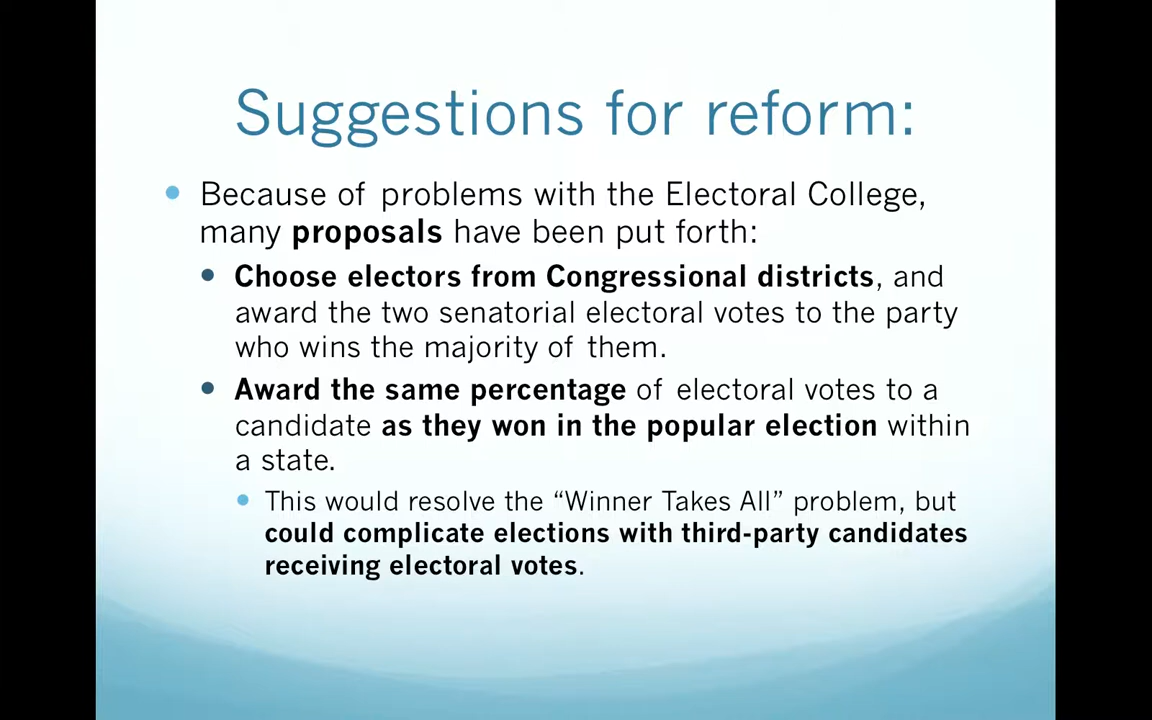 Suggestions for reform:
Because of problems with the Electoral College,
many proposals have been put forth:
Choose electors from Congressional districts, and
award the two senatorial electoral votes to the party
who wins the majority of them.
Award the same percentage of electoral votes to a
candidate as they won in the popular election within
a state.
This would resolve the “Winner Takes All” problem, but
could complicate elections with third-party candidates
receiving electoral votes.